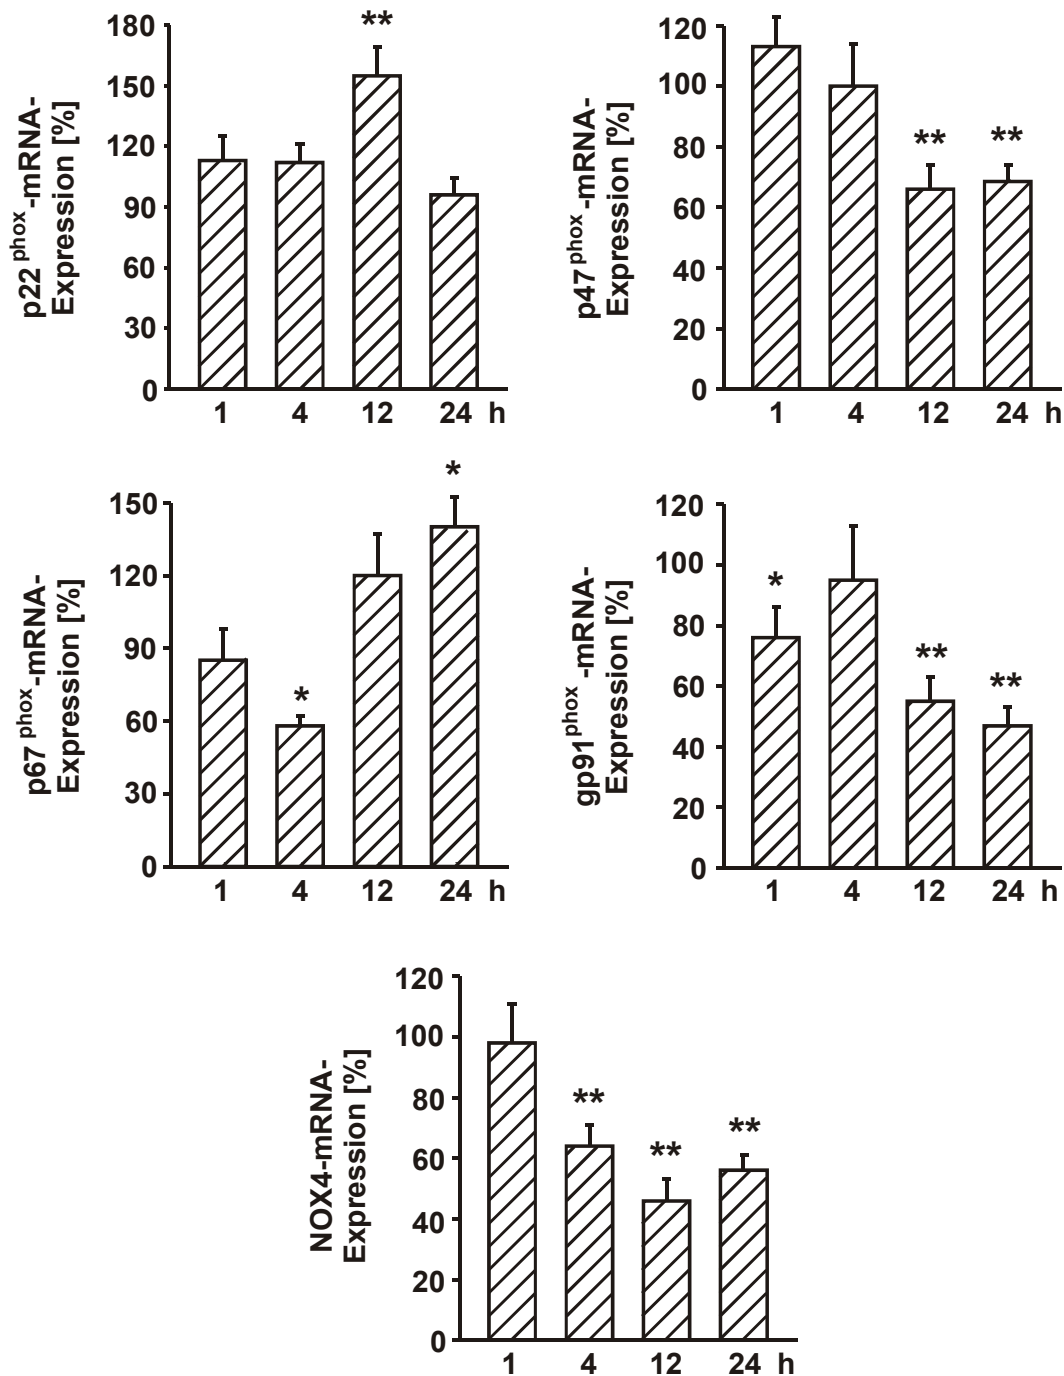 p22phox-mRNA-
Expression [%]
180
150
120
90
60
30
0
**
1 4 12 24 h
p47phox-mRNA-
Expression [%]
120
100
80
60
40
20
0
** **
1 4 12 24 h
p67phox-mRNA-
Expression [%]
150
120
90
60
30
0
* *
1 4 12 24 h
gp91phox-mRNA-
Expression [%]
120
100
80
60
40
20
0
* ** **
1 4 12 24 h
NOX4-mRNA-
Expression [%]
120
100
80
60
40
20
0
** ** **
1 4 12 24 h